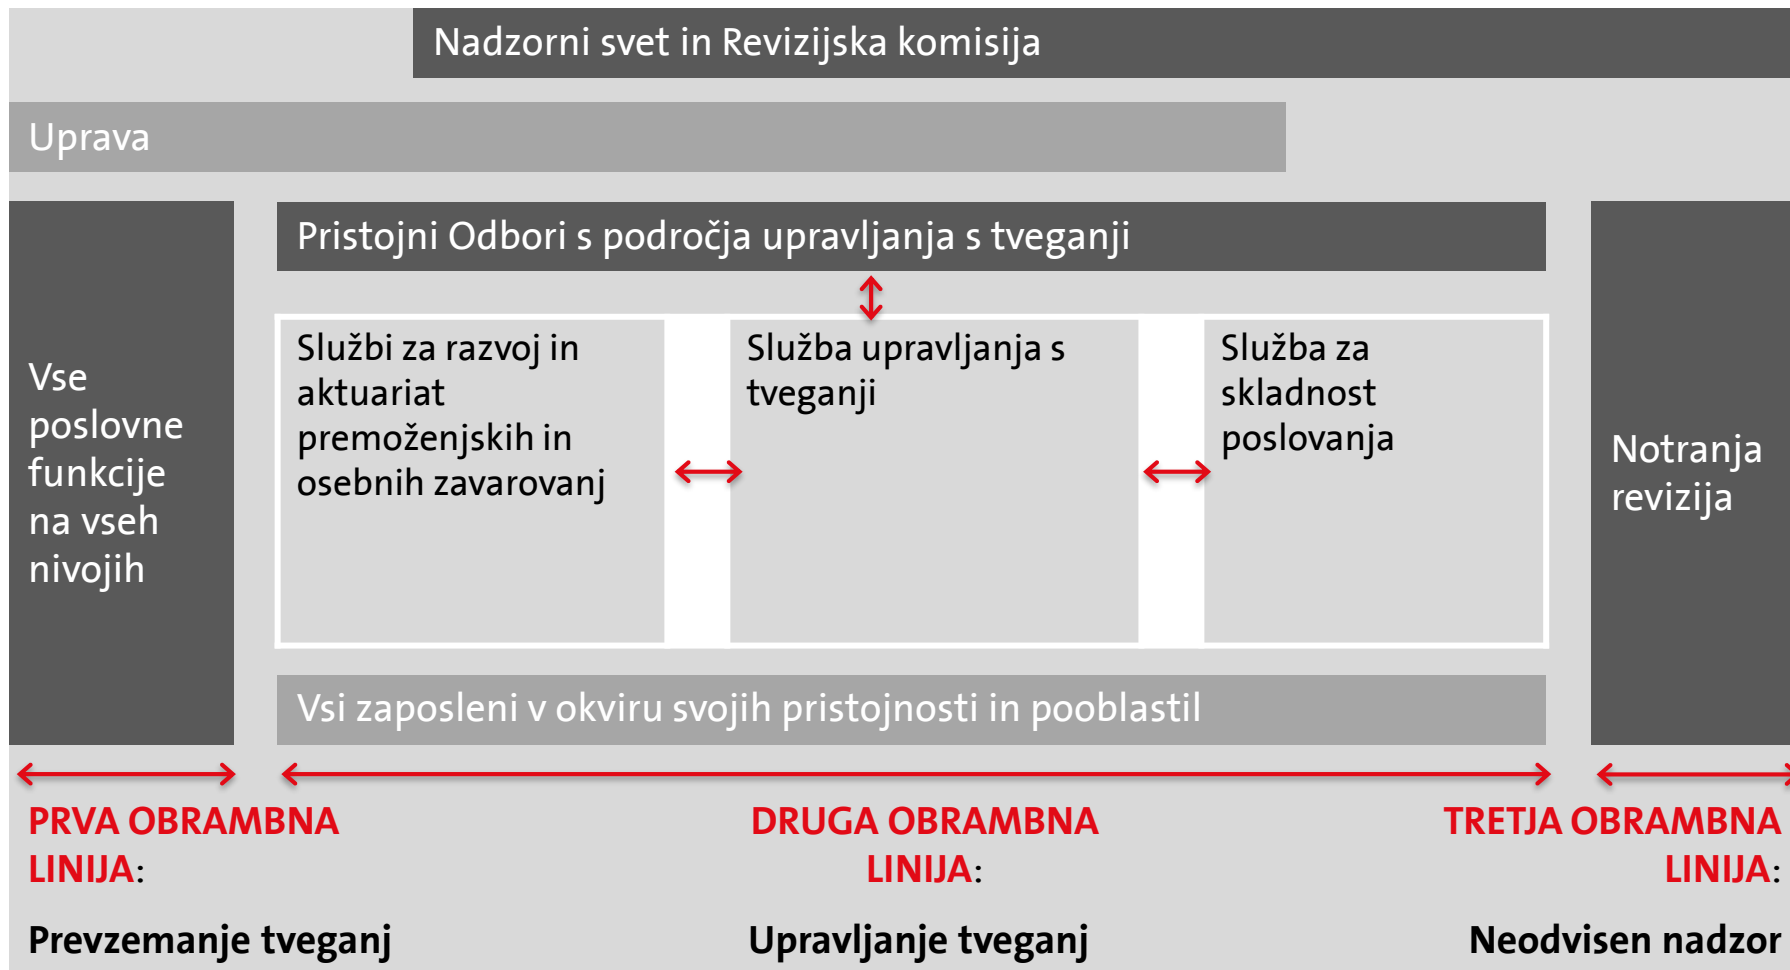 Nadzorni svet in Revizijska komisija
Uprava
Vse
poslovne
funkcije
na vseh
nivojih
Pristojni Odbori s področja upravljanja s tveganji
Službi za razvoj in
aktuariat
premoženjskih in
osebnih zavarovanj
Služba upravljanja s
tveganji
Služba za
skladnost
poslovanja
Vsi zaposleni v okviru svojih pristojnosti in pooblastil
Notranja
revizija
PRVA OBRAMBNA
LINIJA:
Prevzemanje tveganj
DRUGA OBRAMBNA
LINIJA:
Upravljanje tveganj
TRETJA OBRAMBNA
LINIJA:
Neodvisen nadzor